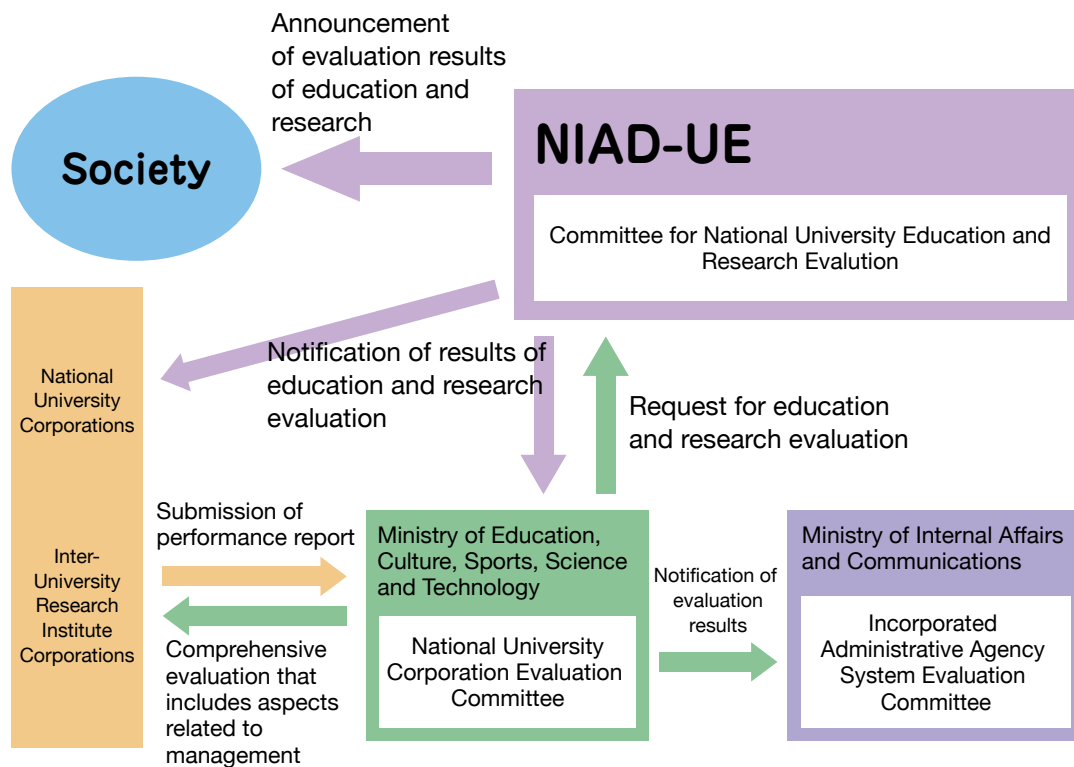 Announcement
of evaluation results
of education and
research
Society
NIAD-UE
Committee for National University Education and
Research Evalution
National
University
Corporations
Notification of results of
education and research
evaluation
Request for education
and research evaluation
Inter-
University
Research
Institute
Corporations
Submission of
performance report
Comprehensive
evaluation that
includes aspects
related to
management
Ministry of Education,
Culture, Sports, Science
and Technology
National University
Corporation Evaluation
Committee
Notification of
evaluation
results
Ministry of Internal Affairs
and Communications
Incorporated
Administrative Agency
System Evaluation
Committee